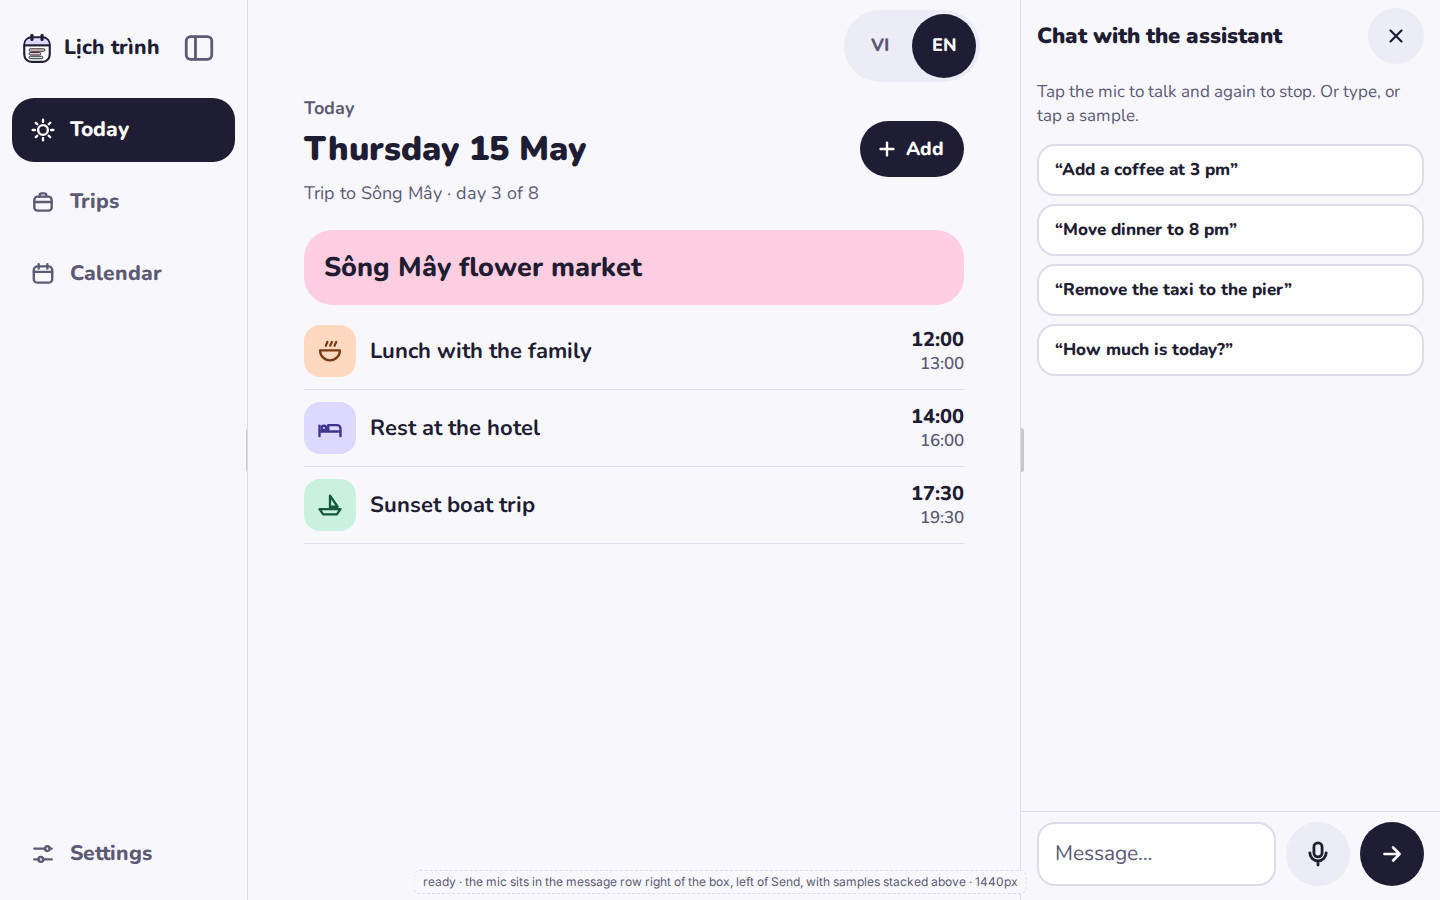 Lịch trình
Today
Trips
Calendar
Settings
VI
EN
Today
Thursday 15 May
Add
Trip to Sông Mây · day 3 of 8
Sông Mây flower market
Lunch with the family
12:00
13:00
Rest at the hotel
14:00
16:00
Sunset boat trip
17:30
19:30
ready · the mic sits in the message row right of the box, left of Send, with samples stacked above · 1440px
Chat with the assistant
Tap the mic to talk and again to stop. Or type, or
tap a sample.
“Add a coffee at 3 pm”
“Move dinner to 8 pm”
“Remove the taxi to the pier”
“How much is today?”
Message...